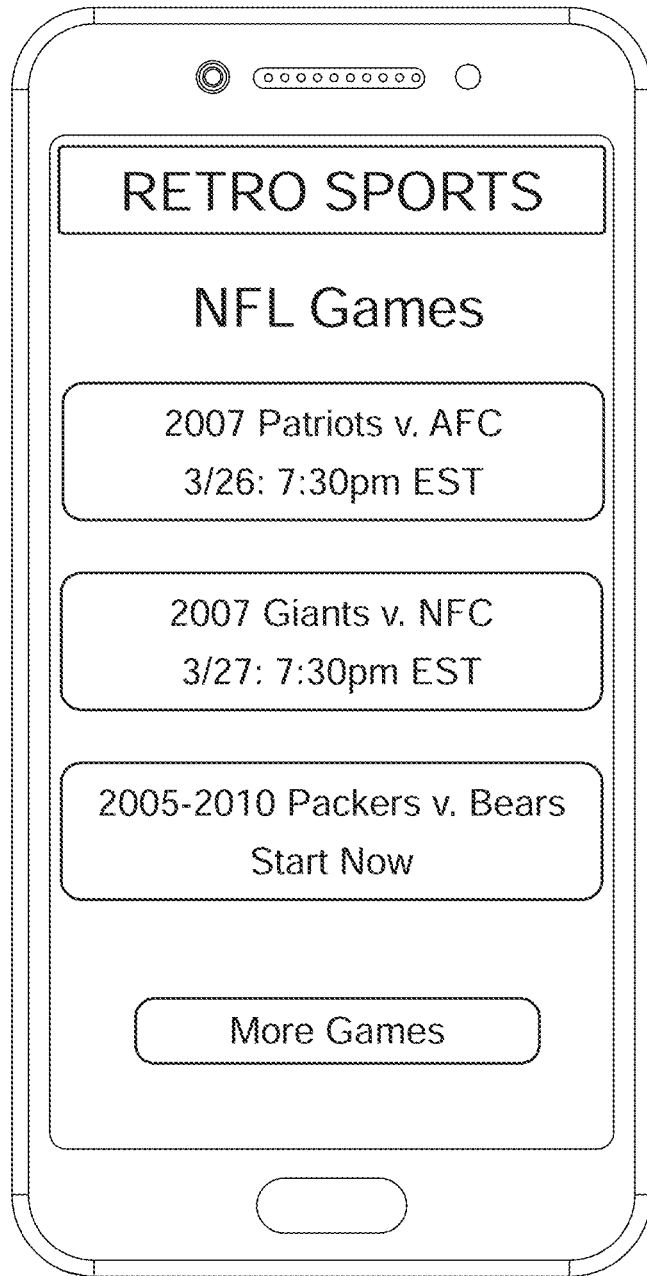 RETRO SPORTS
NFL Games
2007 Patriots v. AFC
3/26: 7:30pm EST
2007 Giants v. NFC
3/27: 7:30pm EST
2005-2010 Packers v. Bears
Start Now
More Games